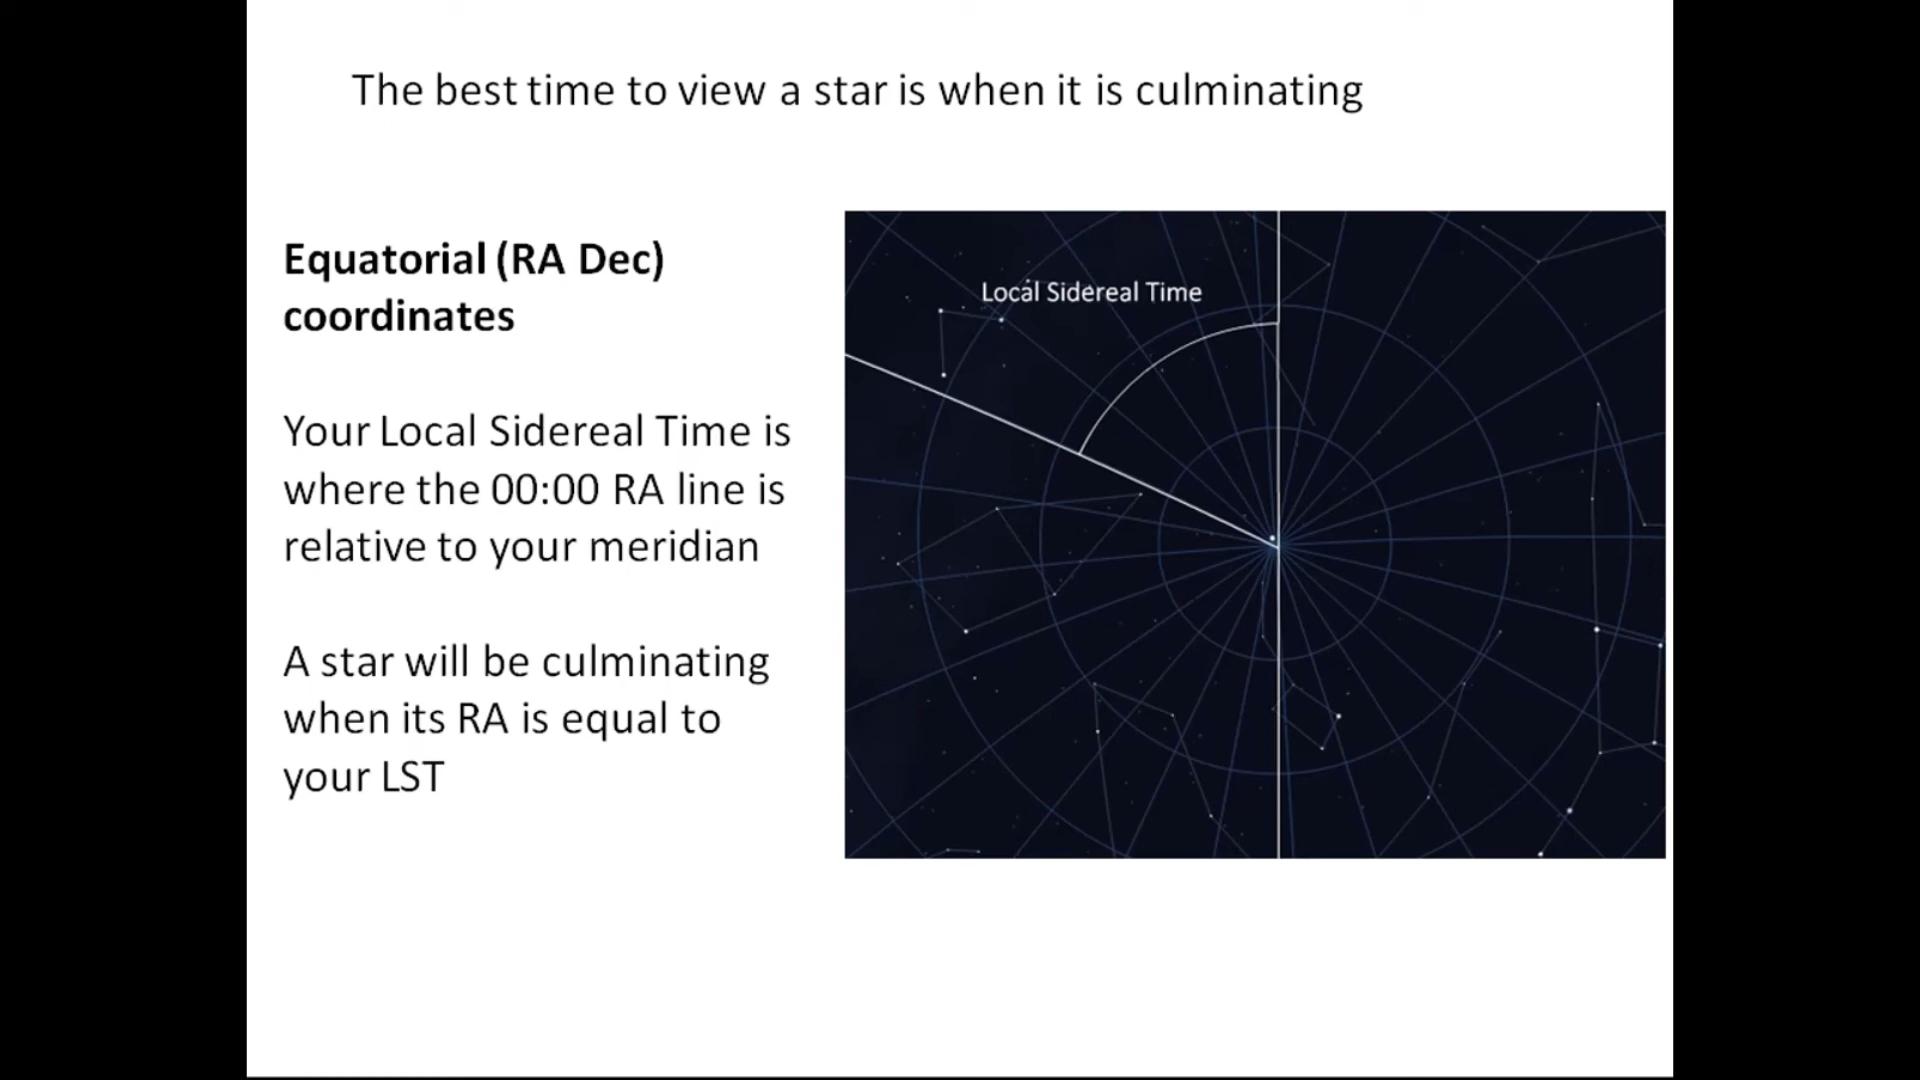 The best time to view a star is when it is culminating
Equatorial (RA Dec)
coordinates
Your Local Sidereal Time is
where the 00:00 RA line is
relative to your meridian
A star will be culminating
when its RA is equal to
your LST
Local Sidereal Time